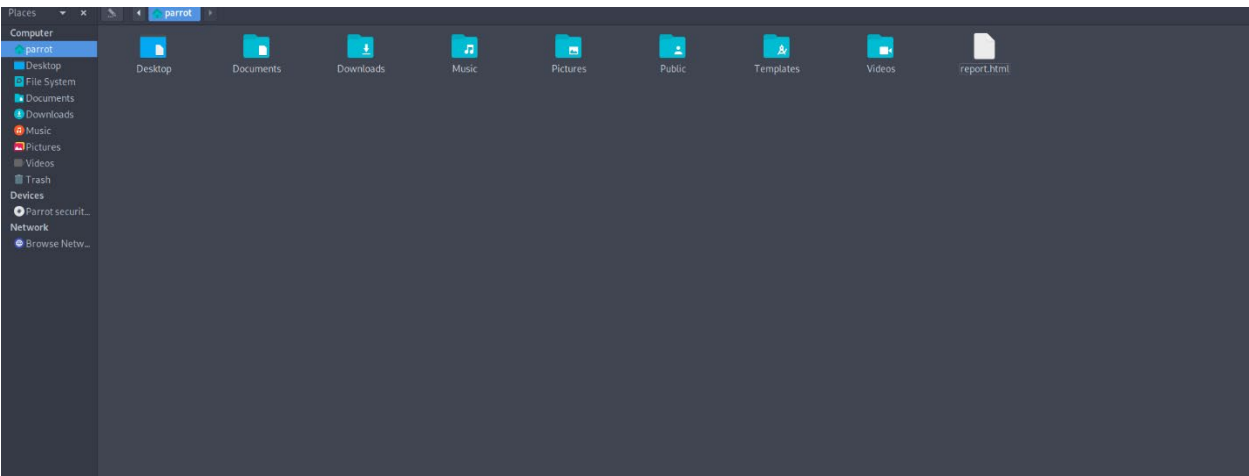 Places
parrot
Computer
parrot
Desktop
File System
Documents
Downloads
Music
Pictures
Videos
Trash
Devices
Parrot securit...
Network
Browse Netw...
Desktop
Documents
Downloads
Music
Pictures
Public
Templates
Videos
report.html